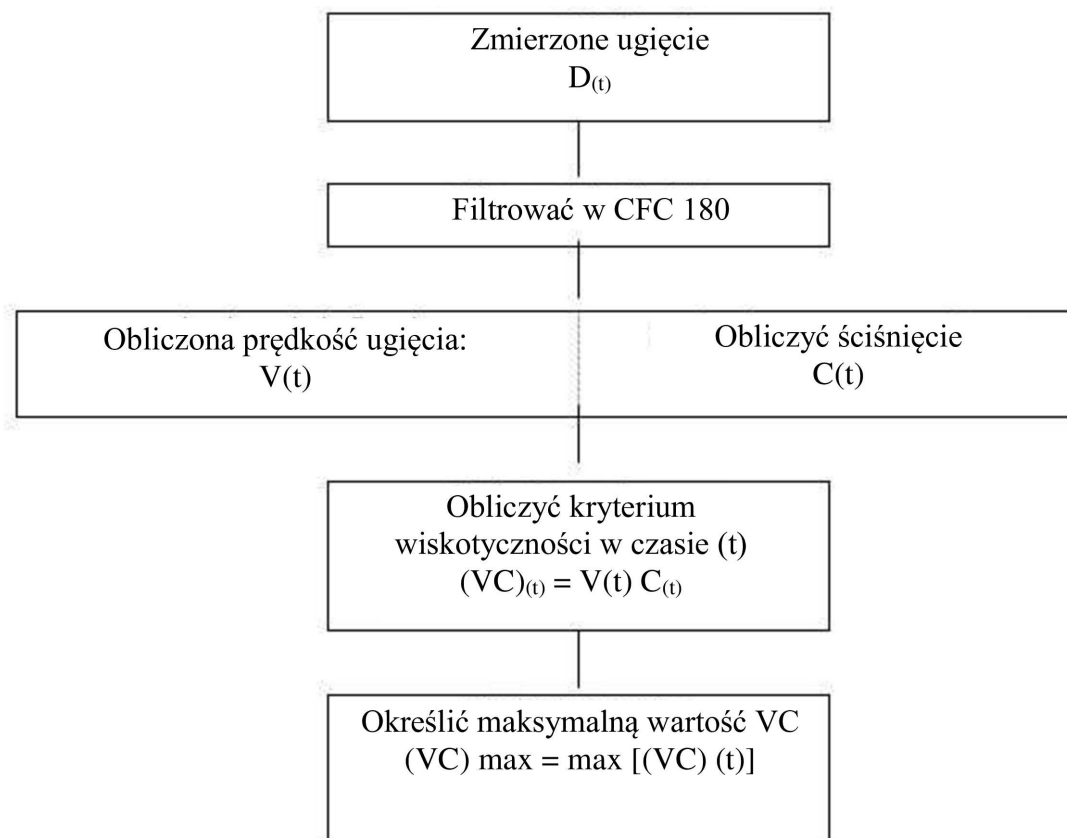 Zmierzone ugięcie
D(t)
Filtrować w CFC 180
Obliczona prędkość ugięcia:
V(t)
Obliczyć ściśnięcie
C(t)
Obliczyć kryterium
wiskotyczności w czasie (t)
(VC)(t) = V(t) C(t)
Określić maksymalną wartość VC
(VC) max = max [(VC) (t)]